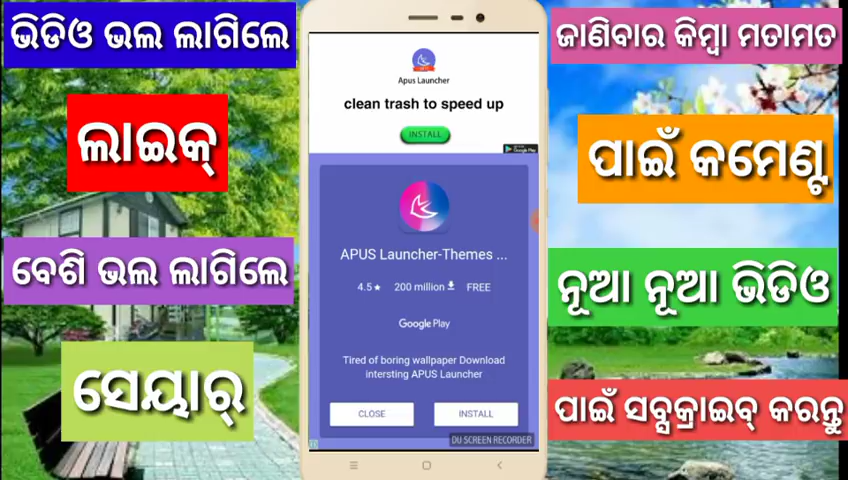 ଭିଡିଓ ଭଲ ଲାଗିଲେ
ଲାଇକ୍
ବେଶି ଭଲ ଲାଗିଲେ
ସେୟାର୍
Apus Launcher
clean trash to speed up
INSTALL
Google Play
APUS Launcher-Themes ...
4.5★ 200 million FREE
Google Play
Tired of boring wallpaper Download
intersting APUS Launcher
CLOSE INSTALL
DU SCREEN RECORDER
ଜାଣିବାର କିମ୍ବା ମତାମତ
ପାଇଁ କମେଣ୍ଟ
ନୂଆ ନୂଆ ଭିଡିଓ
ପାଇଁ ସବ୍ସକ୍ରାଇବ୍ କରନ୍ତୁ